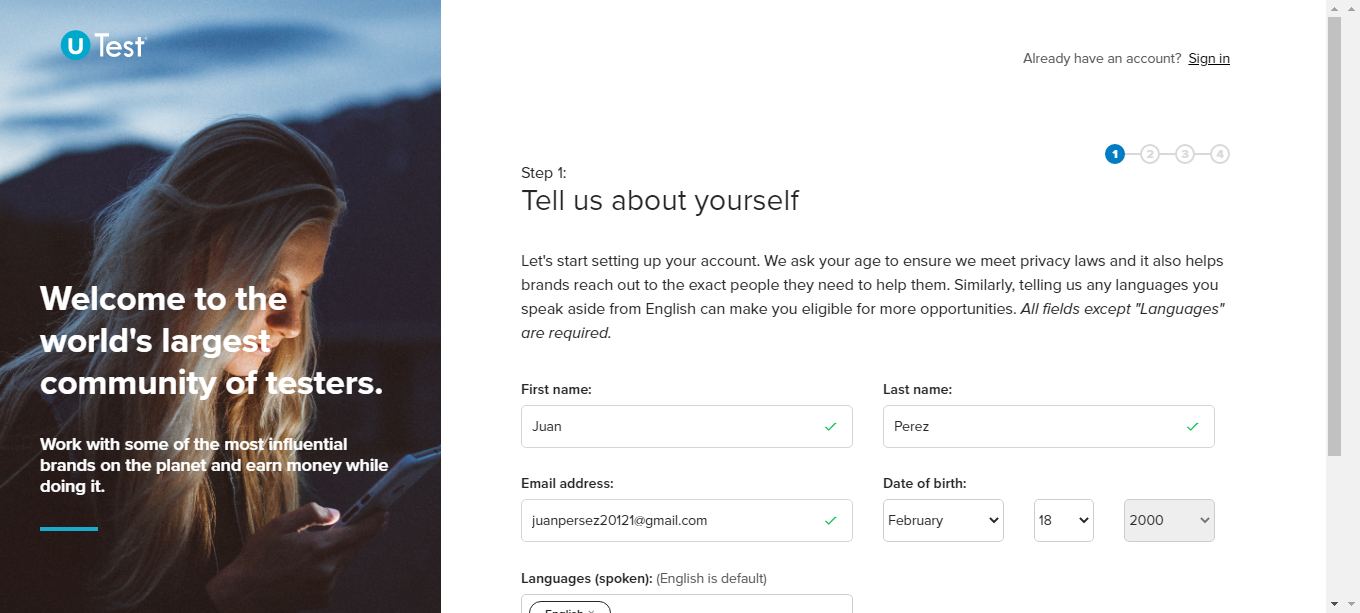 U Test
Already have an account? Sign in
1 2 3 4
Step 1:
Tell us about yourself
Let's start setting up your account. We ask your age to ensure we meet privacy laws and it also helps
brands reach out to the exact people they need to help them. Similarly, telling us any languages you
speak aside from English can make you eligible for more opportunities. All fields except "Languages"
are required.
Welcome to the
world's largest
community of testers.
Work with some of the most influential
brands on the planet and earn money while
doing it.
First name:
Last name:
Juan
Perez
Email address:
Date of birth:
juanpersez20121@gmail.com
February
18
2000
Languages (spoken): (English is default)
English ×